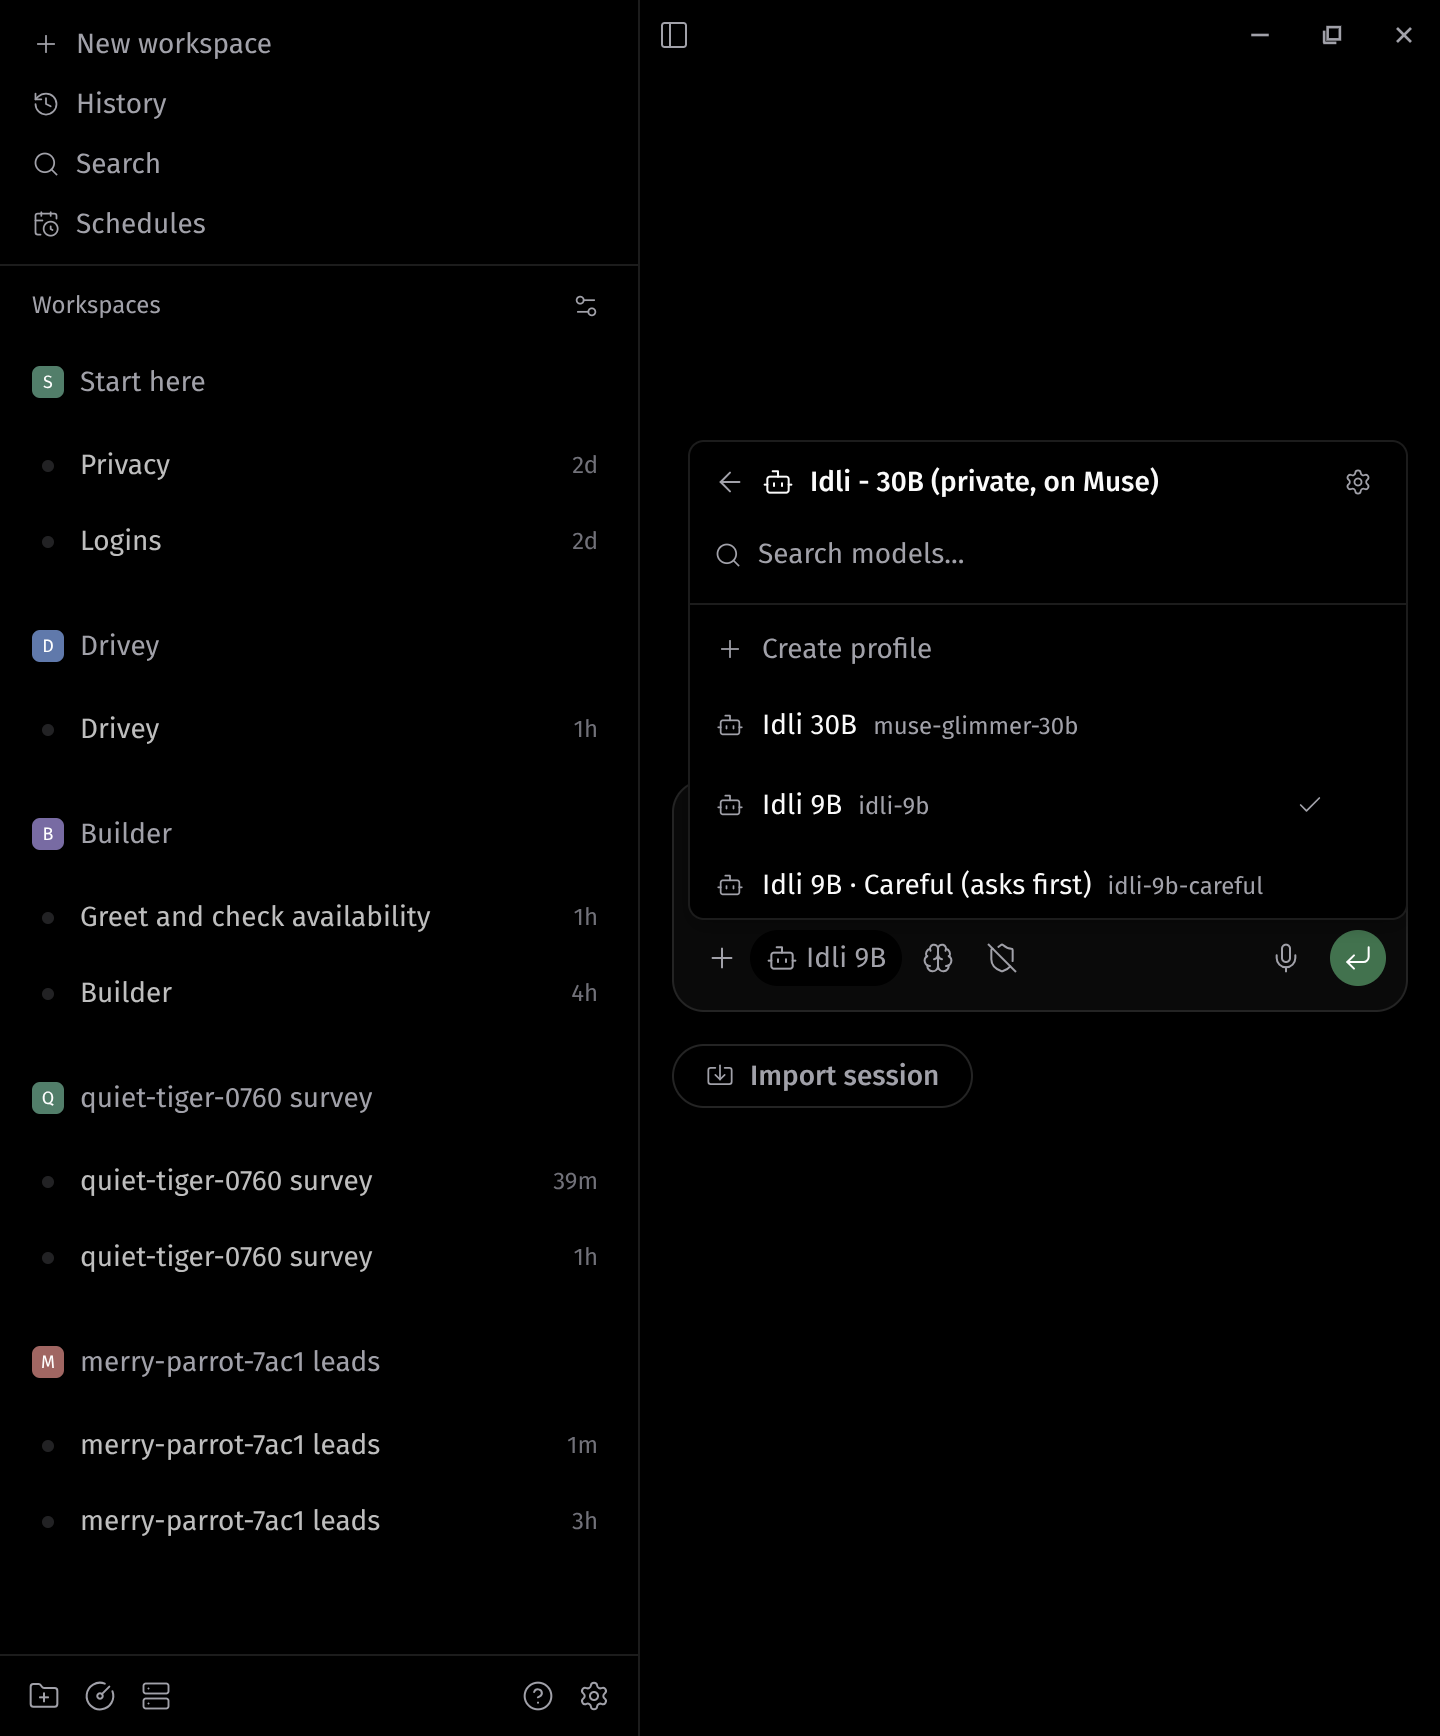 New workspace
History
Search
Schedules
Workspaces
S Start here
Privacy 2d
Logins 2d
D Drivey
Drivey 1h
B Builder
Greet and check availability 1h
Builder 4h
Q quiet-tiger-0760 survey
quiet-tiger-0760 survey 39m
quiet-tiger-0760 survey 1h
M merry-parrot-7ac1 leads
merry-parrot-7ac1 leads 1m
merry-parrot-7ac1 leads 3h
Idli - 30B (private, on Muse)
Search models...
Create profile
Idli 30B muse-glimmer-30b
Idli 9B idli-9b
Idli 9B · Careful (asks first) idli-9b-careful
Idli 9B
Import session